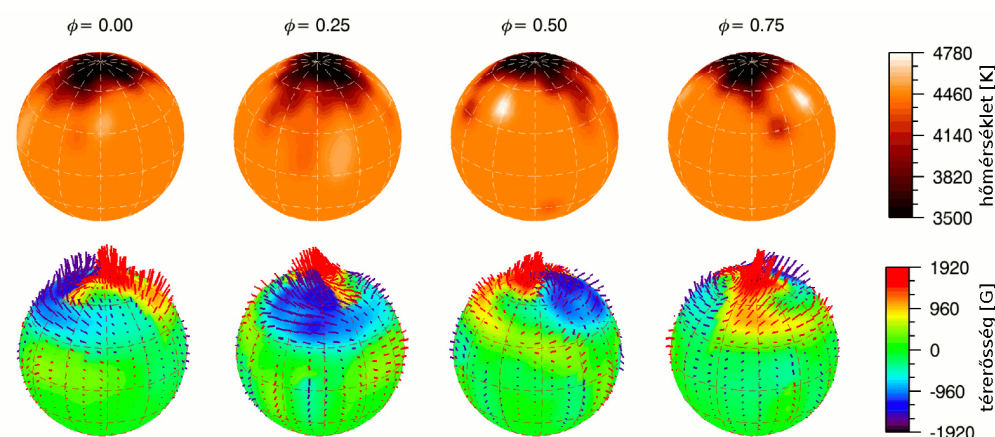 ϕ = 0.00
ϕ = 0.25
ϕ = 0.50
ϕ = 0.75
4780
4460
4140
3820
3500
hőmérséklet [K]
1920
960
0
-960
-1920
térerősség [G]